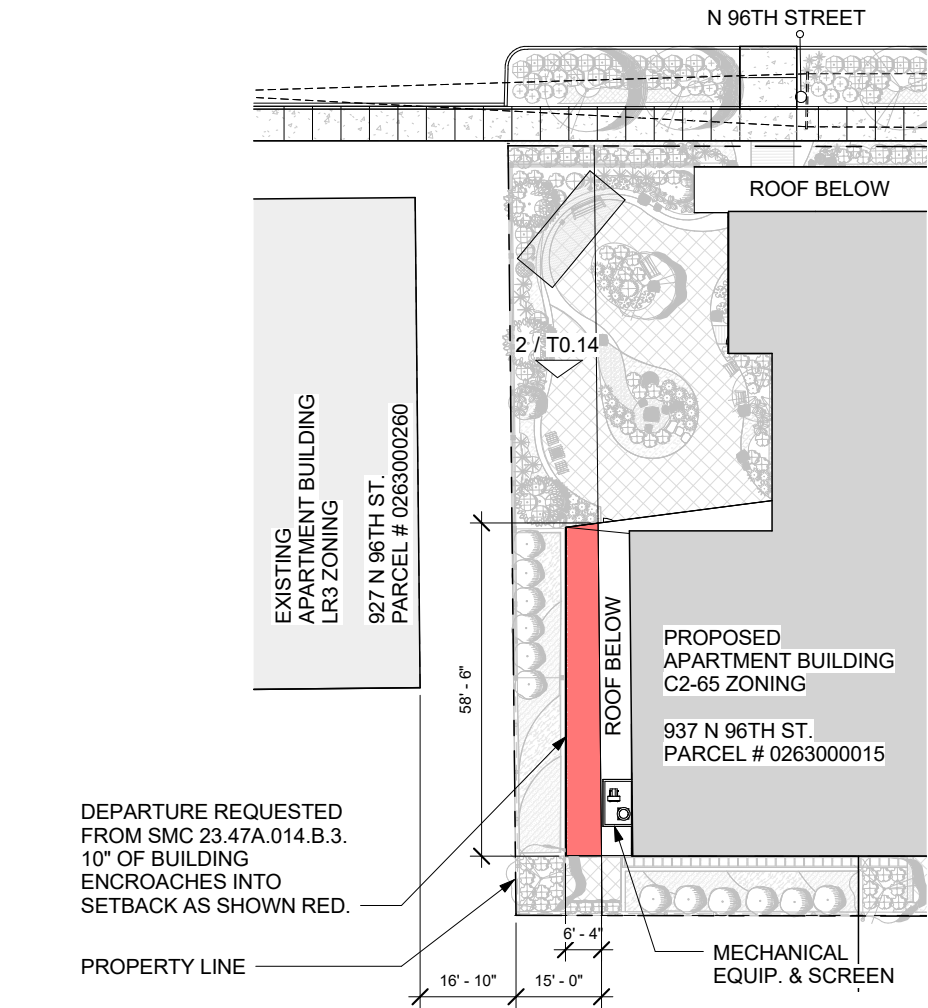 N 96TH STREET
ROOF BELOW
2 / T0.14
EXISTING
APARTMENT BUILDING
LR3 ZONING
927 N 96TH ST.
PARCEL # 0263000260
58' - 6"
ROOF BELOW
PROPOSED
APARTMENT BUILDING
C2-65 ZONING
937 N 96TH ST.
PARCEL # 0263000015
DEPARTURE REQUESTED
FROM SMC 23.47A.014.B.3.
10" OF BUILDING
ENCROACHES INTO
SETBACK AS SHOWN RED.
PROPERTY LINE
6' - 4"
16' - 10"
15' - 0"
MECHANICAL
EQUIP. & SCREEN